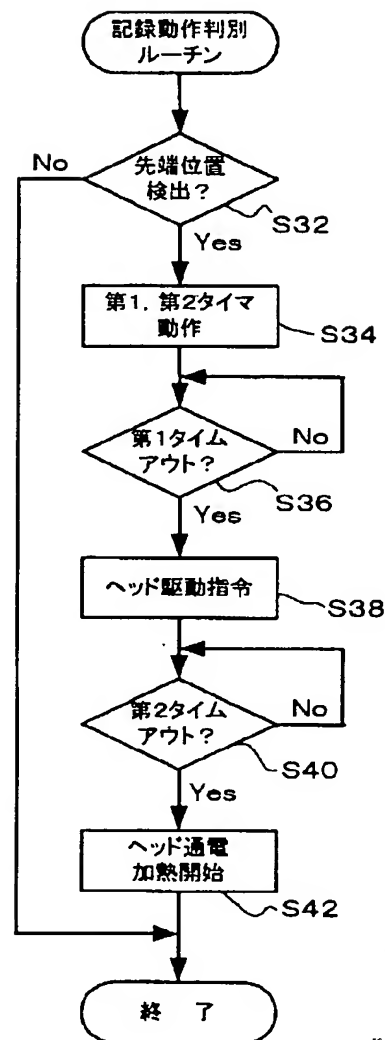 記録動作判別
ルーチン
No
先端位置
検出?
S32
Yes
第1,第2タイマ
動作
S34
第1タイム
アウト?
No
S36
Yes
ヘッド駆動指令
S38
第2タイム
アウト?
No
S40
Yes
ヘッド通電
加熱開始
S42
終 了